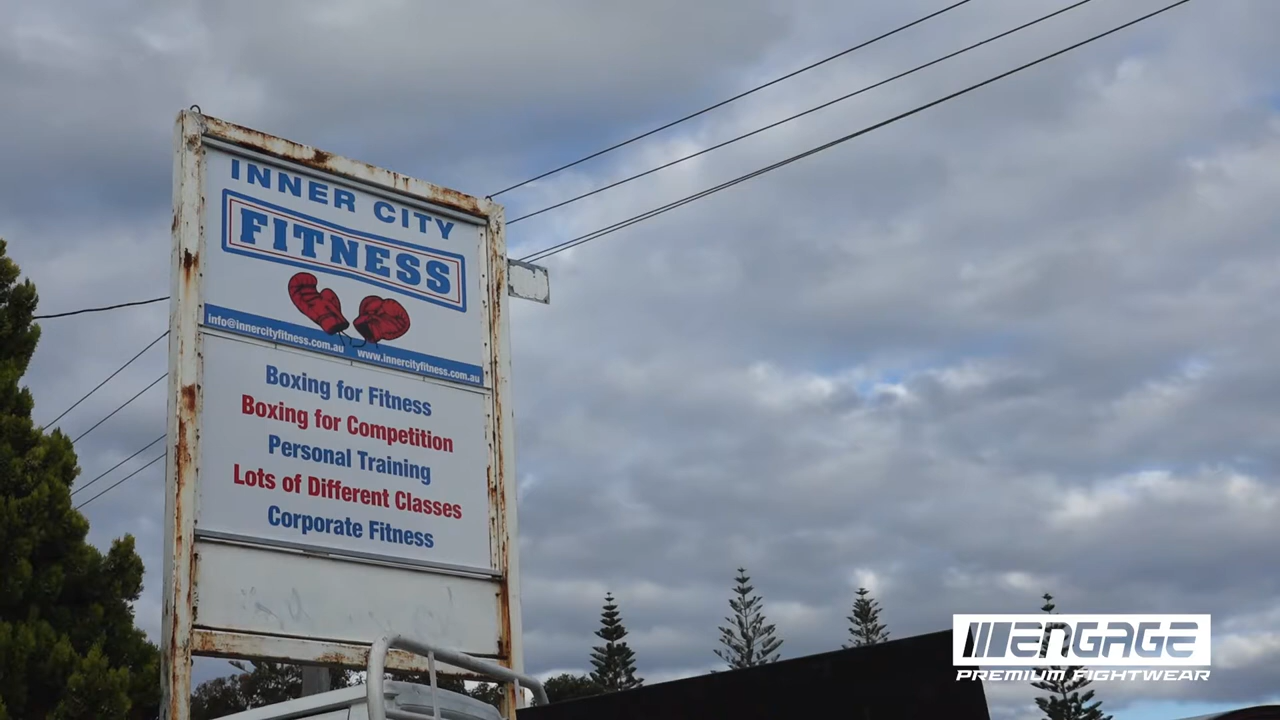 INNER CITY
FITNESS
info@innercityfitness.com.au www.innercityfitness.com.au
Boxing for Fitness
Boxing for Competition
Personal Training
Lots of Different Classes
Corporate Fitness
ENGAGE
PREMIUM FIGHTWEAR